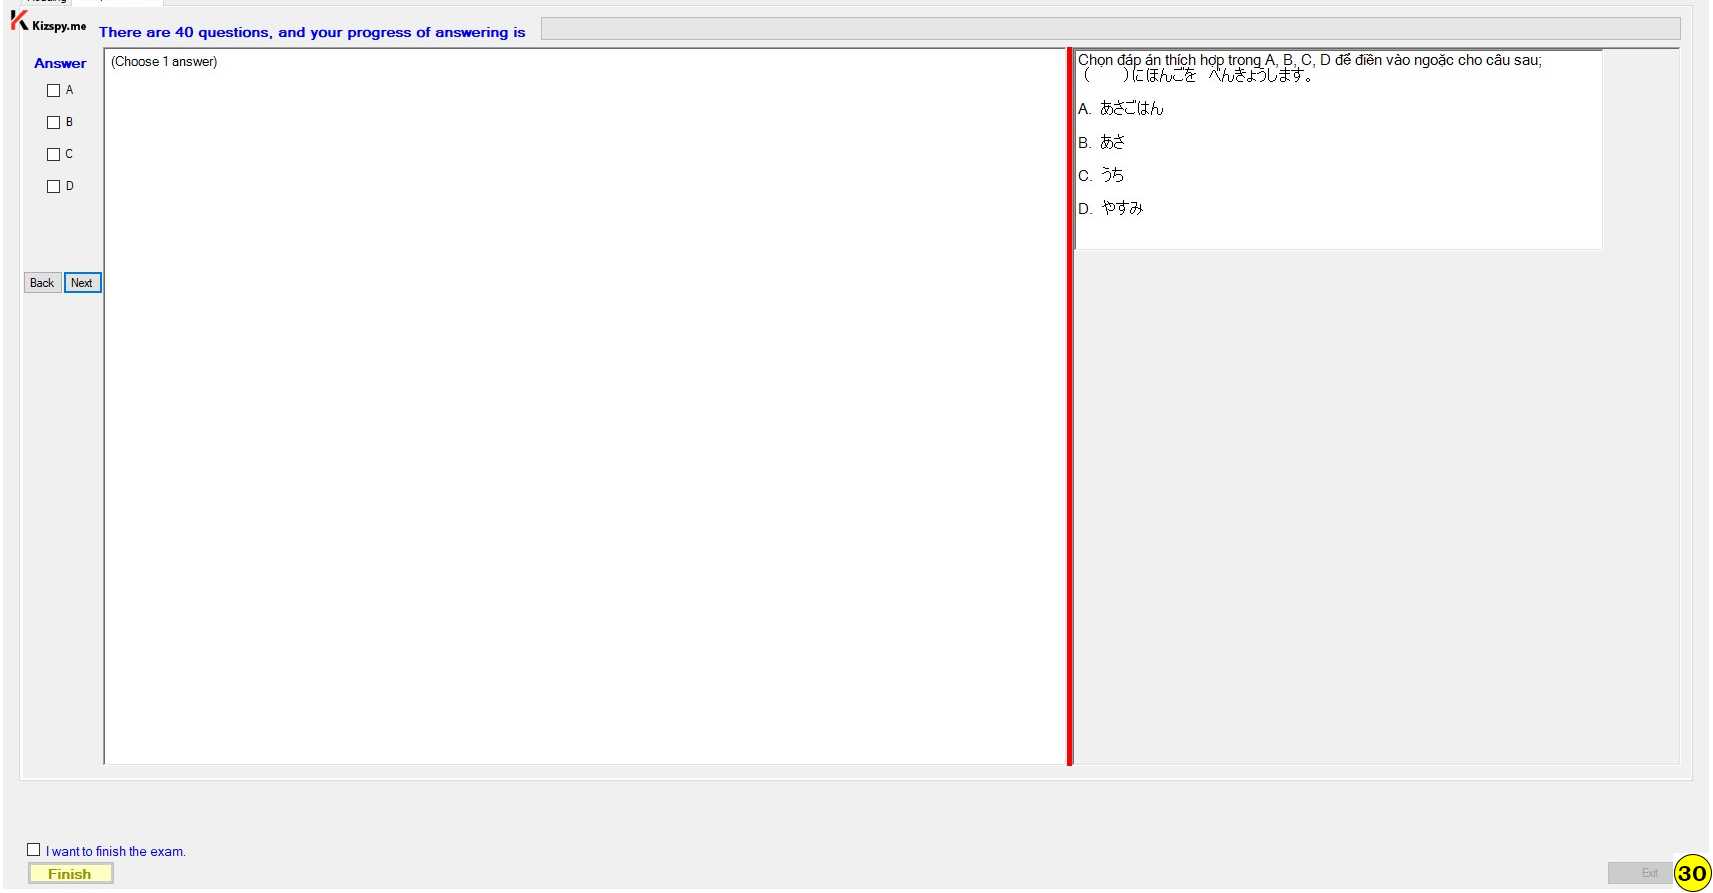 Kizspy.me
There are 40 questions, and your progress of answering is
Answer
(Choose 1 answer)
A
B
C
D
Back
Next
Chọn đáp án thích hợp trong A, B, C, D để điền vào ngoặc cho câu sau;
(　　)にほんごを　べんきょうします。
A. あさごはん
B. あさ
C. うち
D. やすみ
I want to finish the exam.
Finish
Exit
30